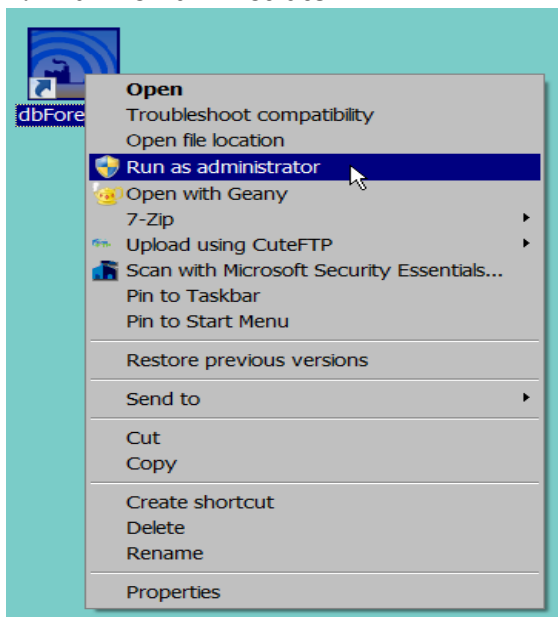 dbFore
Open
Troubleshoot compatibility
Open file location
Run as administrator
Open with Geany
7-Zip
Upload using CuteFTP
Scan with Microsoft Security Essentials...
Pin to Taskbar
Pin to Start Menu
Restore previous versions
Send to
Cut
Copy
Create shortcut
Delete
Rename
Properties